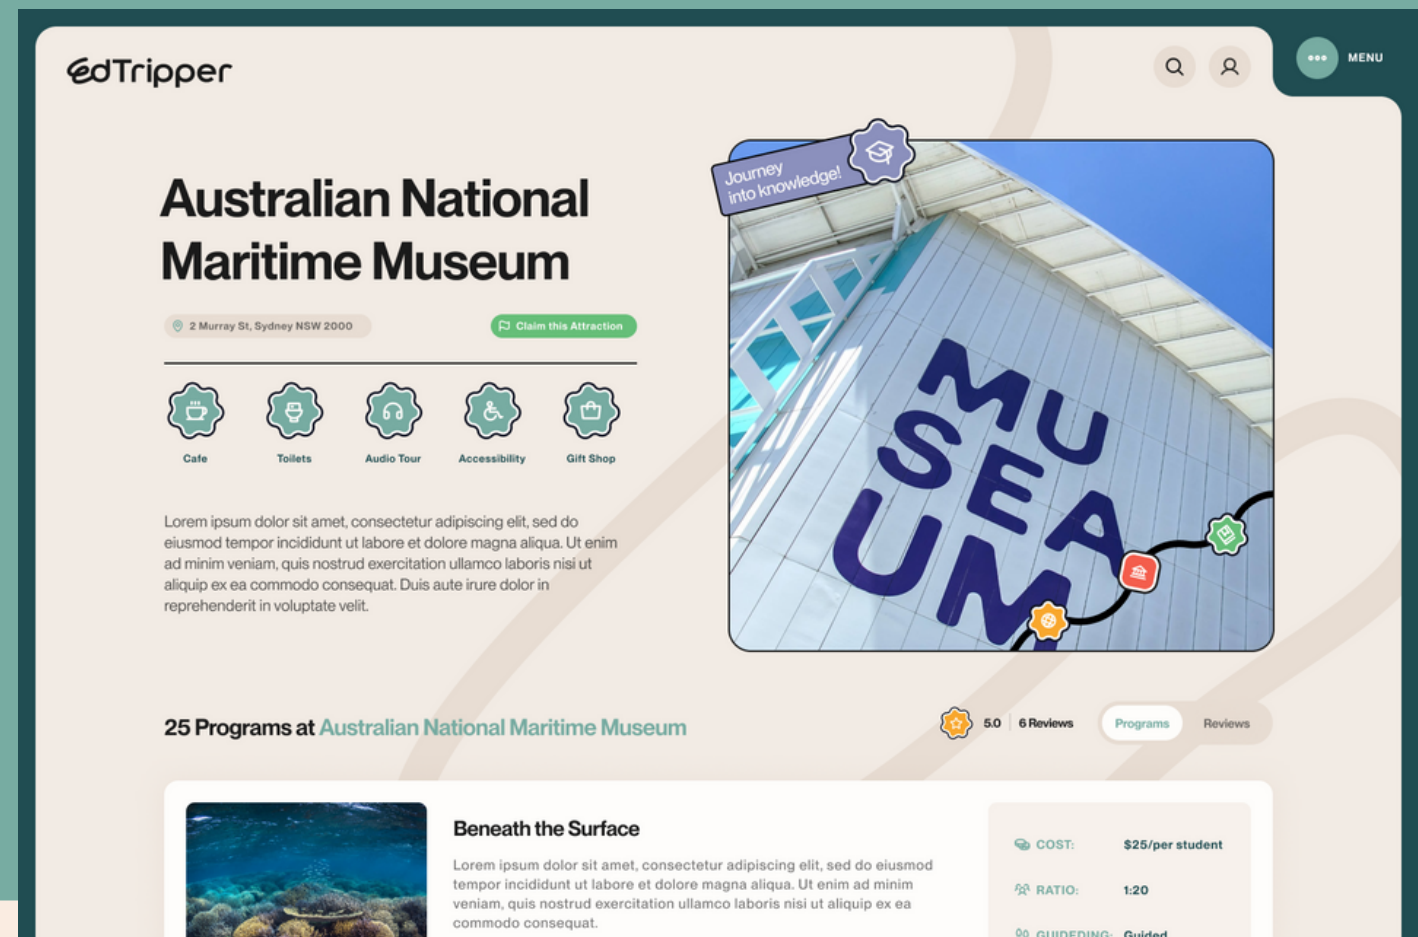 EdTripper
MENU
Journey
into knowledge!
Australian National
Maritime Museum
2 Murray St, Sydney NSW 2000
Claim this Attraction
Cafe
Toilets
Audio Tour
Accessibility
Gift Shop
MU
SEA
UM
Lorem ipsum dolor sit amet, consectetur adipiscing elit, sed do
eiusmod tempor incididunt ut labore et dolore magna aliqua. Ut enim
ad minim veniam, quis nostrud exercitation ullamco laboris nisi ut
aliquip ex ea commodo consequat. Duis aute irure dolor in
reprehenderit in voluptate velit.
25 Programs at Australian National Maritime Museum
5.0
6 Reviews
Programs
Reviews
Beneath the Surface
Lorem ipsum dolor sit amet, consectetur adipiscing elit, sed do eiusmod
tempor incididunt ut labore et dolore magna aliqua. Ut enim ad minim
veniam, quis nostrud exercitation ullamco laboris nisi ut aliquip ex ea
commodo consequat.
COST: $25/per student
RATIO: 1:20
GUIDEDING: Guided